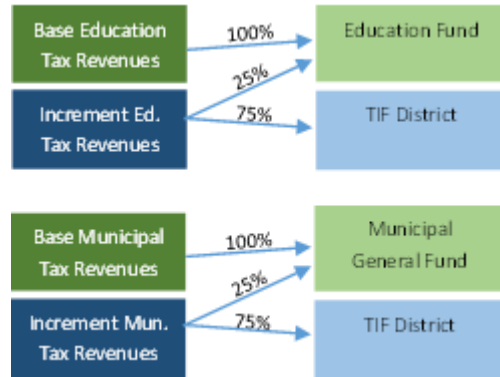 Base Education
Tax Revenues
100%
Education Fund
25%
Increment Ed.
Tax Revenues
75%
TIF District
Base Municipal
Tax Revenues
100%
Municipal
General Fund
25%
Increment Mun.
Tax Revenues
75%
TIF District